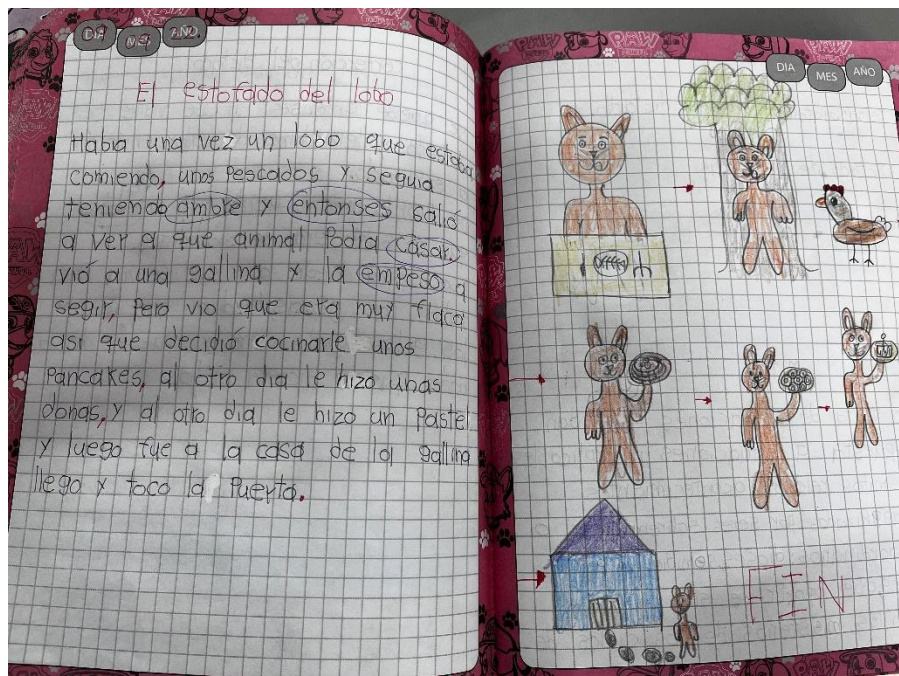 DIA MES AÑO
El estofado del lobo
Habia una vez un lobo que estaba
comiendo, unos Pescados y seguia
teniendo ambre y entonses salió
a ver a que animal Podia casar.
vió a una gallina y la empeso a
segir, Pero vio que era muy flaca
asi que decidió cocinarle unos
Pancakes, al otro dia le hizo unas
donas, y al otro dia le hizo un Pastel
y luego fue a la casa de la gallina
llego y toco la Puerta.
PAW
PAW
DIA MES AÑO
FIN